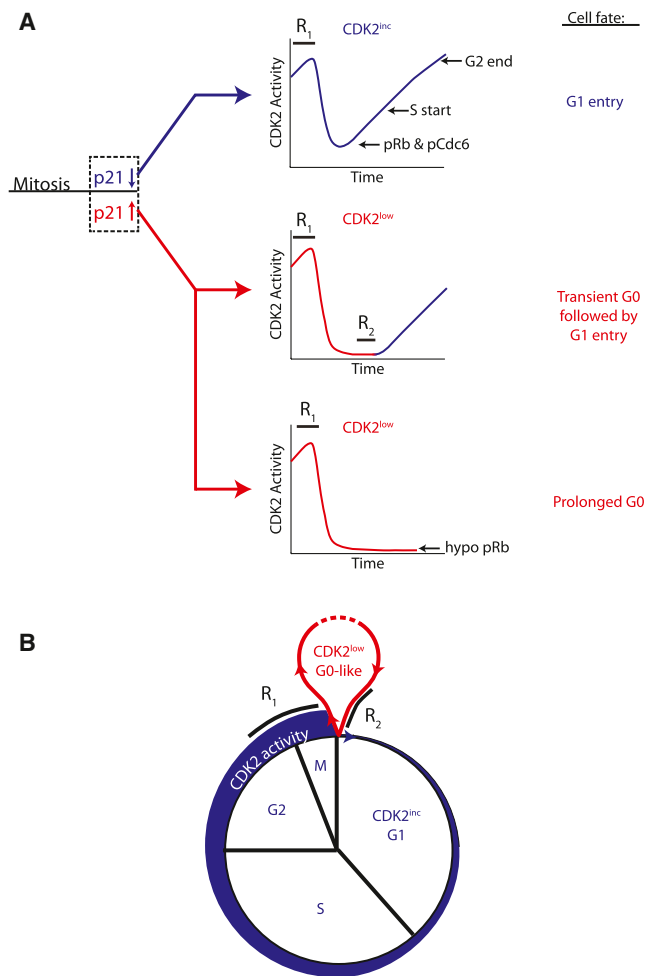 A
Cell fate:
R1
CDK2inc
CDK2 Activity
G2 end
S start
pRb & pCdc6
Time
G1 entry
Mitosis
p21
p21
R1
CDK2low
CDK2 Activity
R2
Time
Transient G0
followed by
G1 entry
R1
CDK2low
CDK2 Activity
hypo pRb
Time
Prolonged G0
B
CDK2low
G0-like
R1
R2
CDK2 activity
M
G2
CDK2inc
G1
S